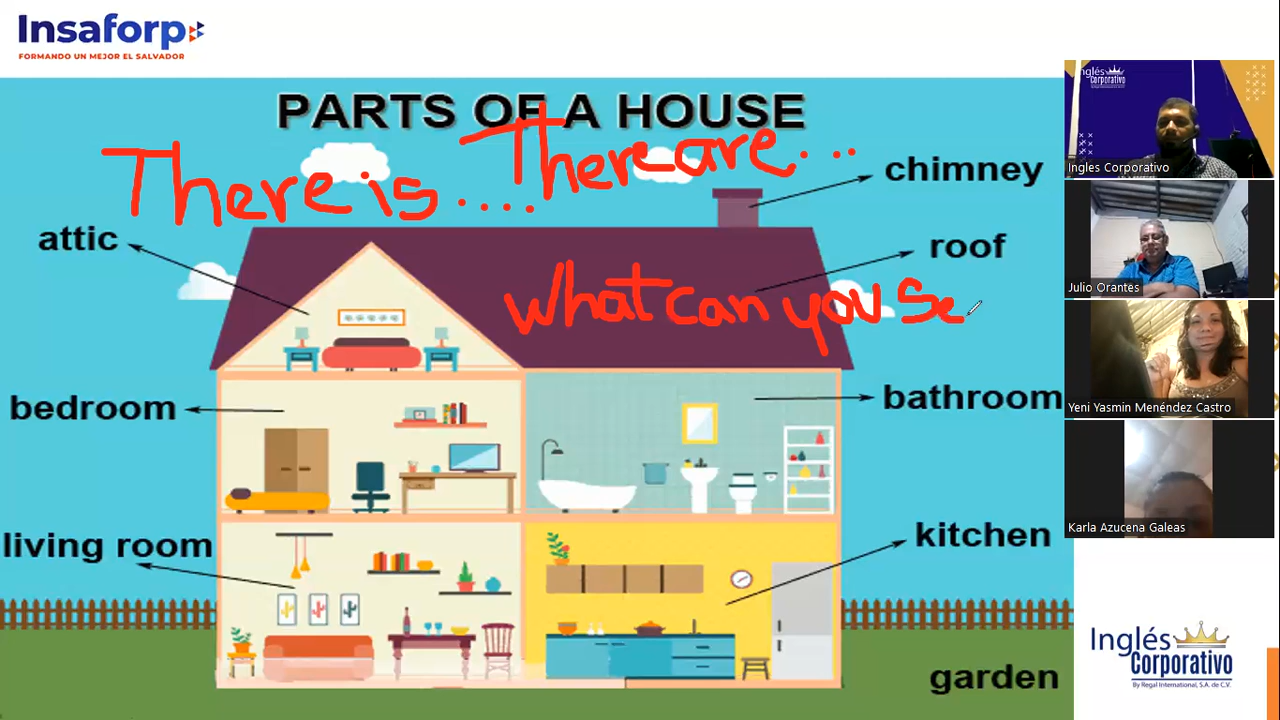 Insaforp
FORMANDO UN MEJOR EL SALVADOR
PARTS OF A HOUSE
There is .... There are...
chimney
attic
roof
What can you Se
bedroom
bathroom
living room
kitchen
garden
Inglés Corporativo
Ingles Corporativo
Julio Orantes
Yeni Yasmin Menéndez Castro
Karla Azucena Galeas
Inglés
Corporativo
By Regal International, S.A. de C.V.